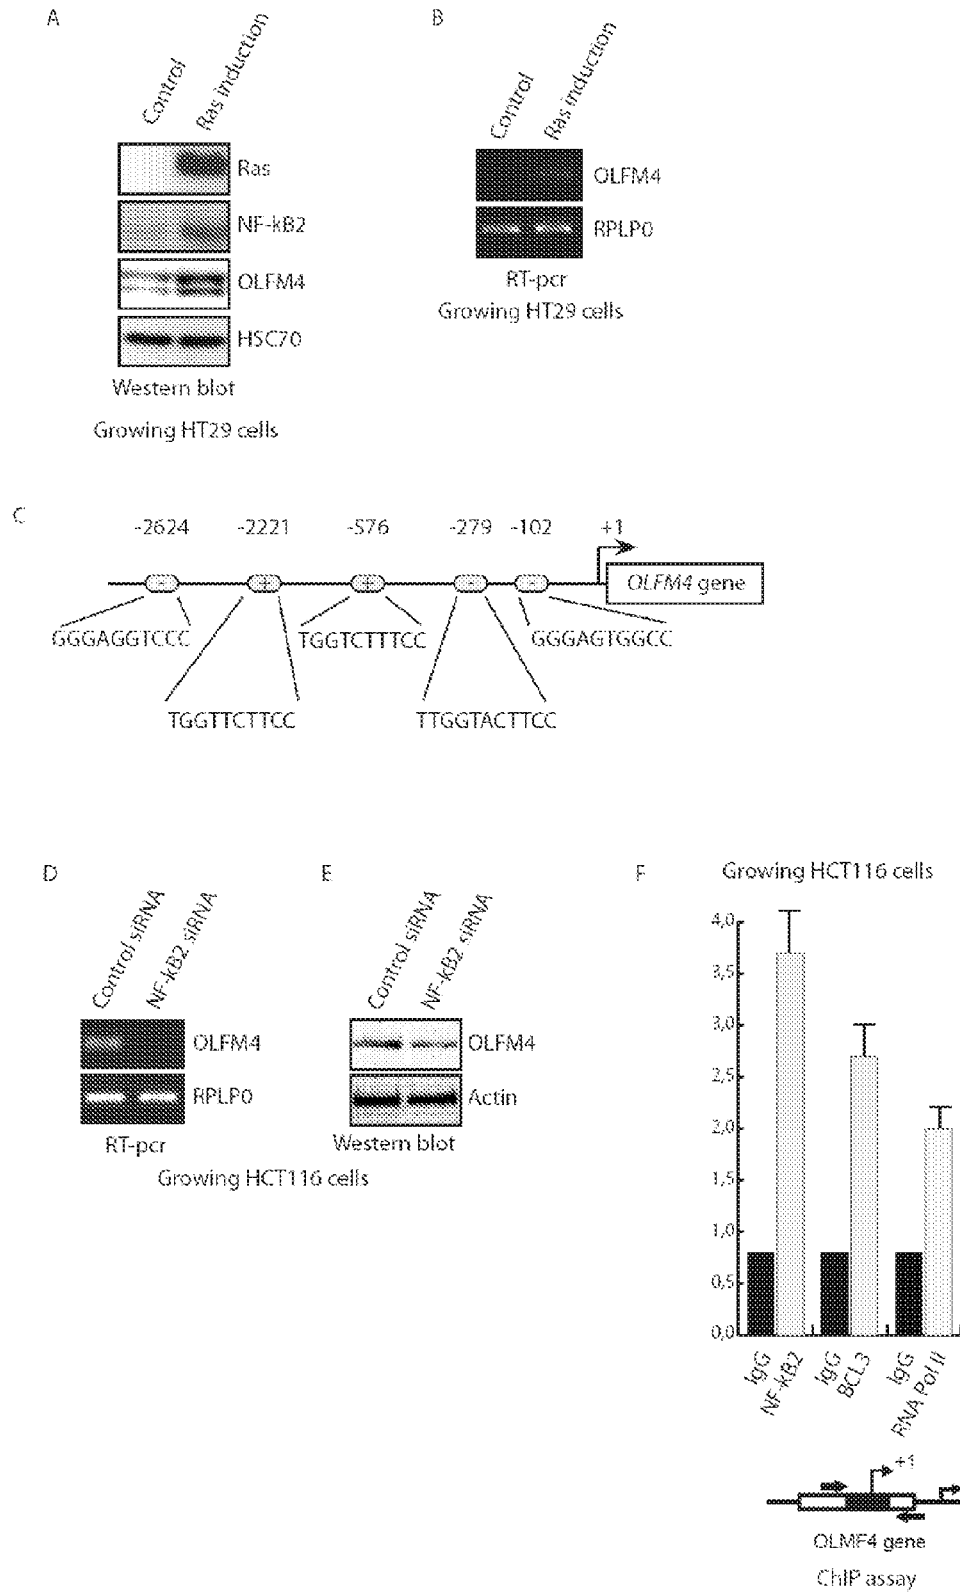 A
Control
Ras induction
Ras
NF-kB2
OLFM4
HSC70
Western blot
Growing HT29 cells
B
Control
Ras induction
OLFM4
RPLP0
RT-pcr
Growing HT29 cells
C
-2624 -2221 -576 -279 -102 +1
- + + - -
OLFM4 gene
GGGAGGTCCC TGGTCTTTCC GGGAGTGGCC
TGGTTCTTCC TTGGTACTTCC
D
Control siRNA
NF-kB2 siRNA
OLFM4
RPLP0
RT-pcr
E
Control siRNA
NF-kB2 siRNA
OLFM4
Actin
Western blot
Growing HCT116 cells
F
Growing HCT116 cells
4,0
3,5
3,0
2,5
2,0
1,5
1,0
0,5
0,0
IgG
NF-kB2
IgG
BCL3
IgG
RNA Pol II
+1
OLMF4 gene
ChIP assay